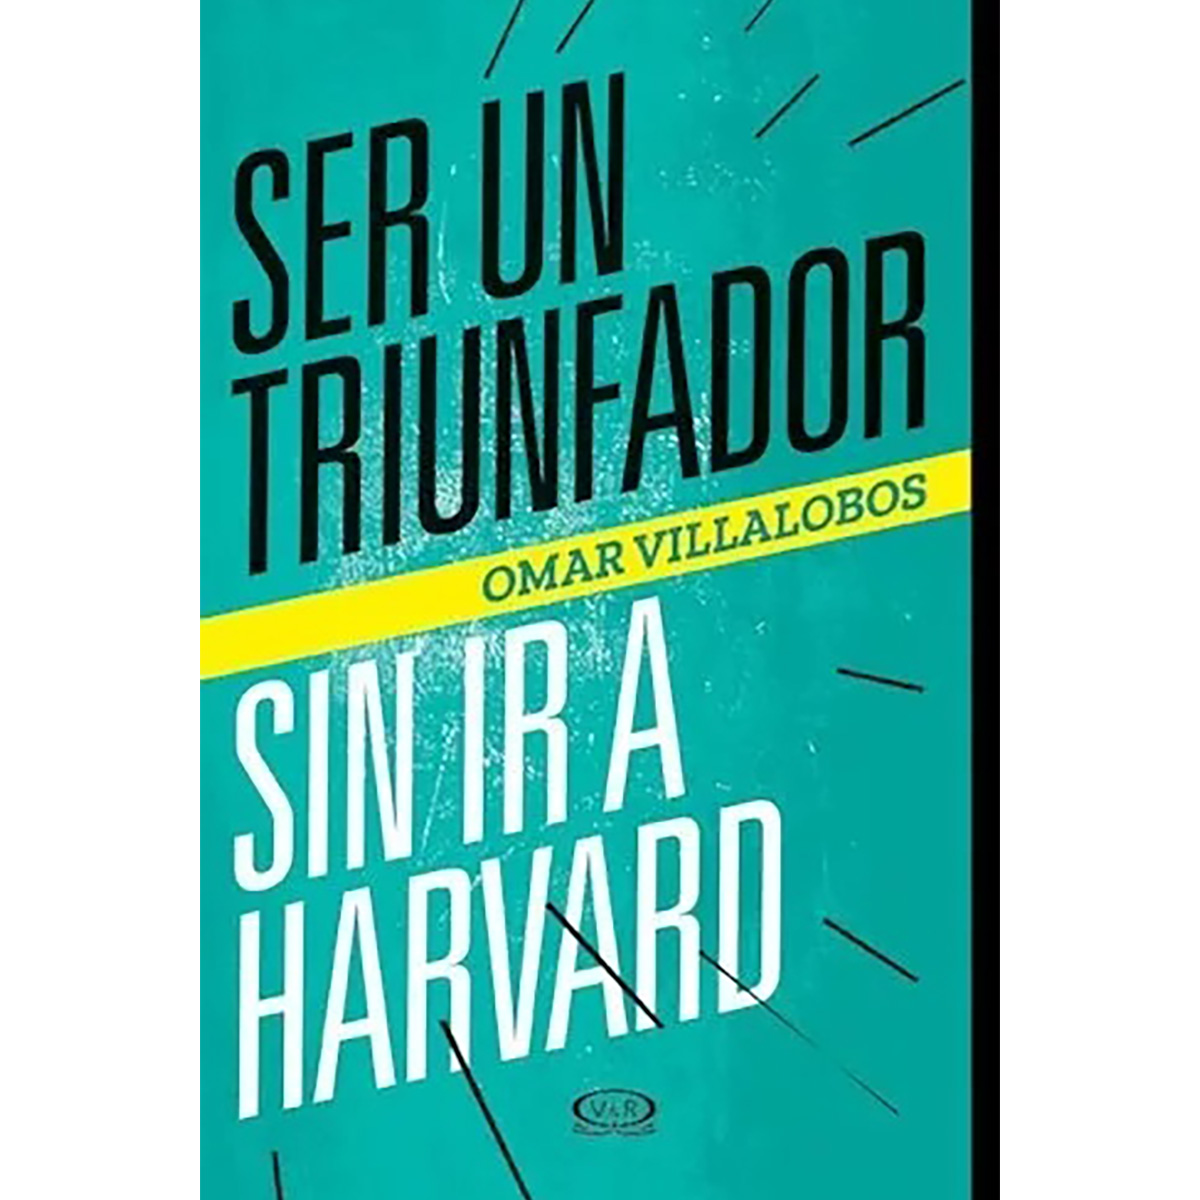 SER UN
TRIUNFADOR
OMAR VILLALOBOS
SIN IR A
HARVARD
V&R